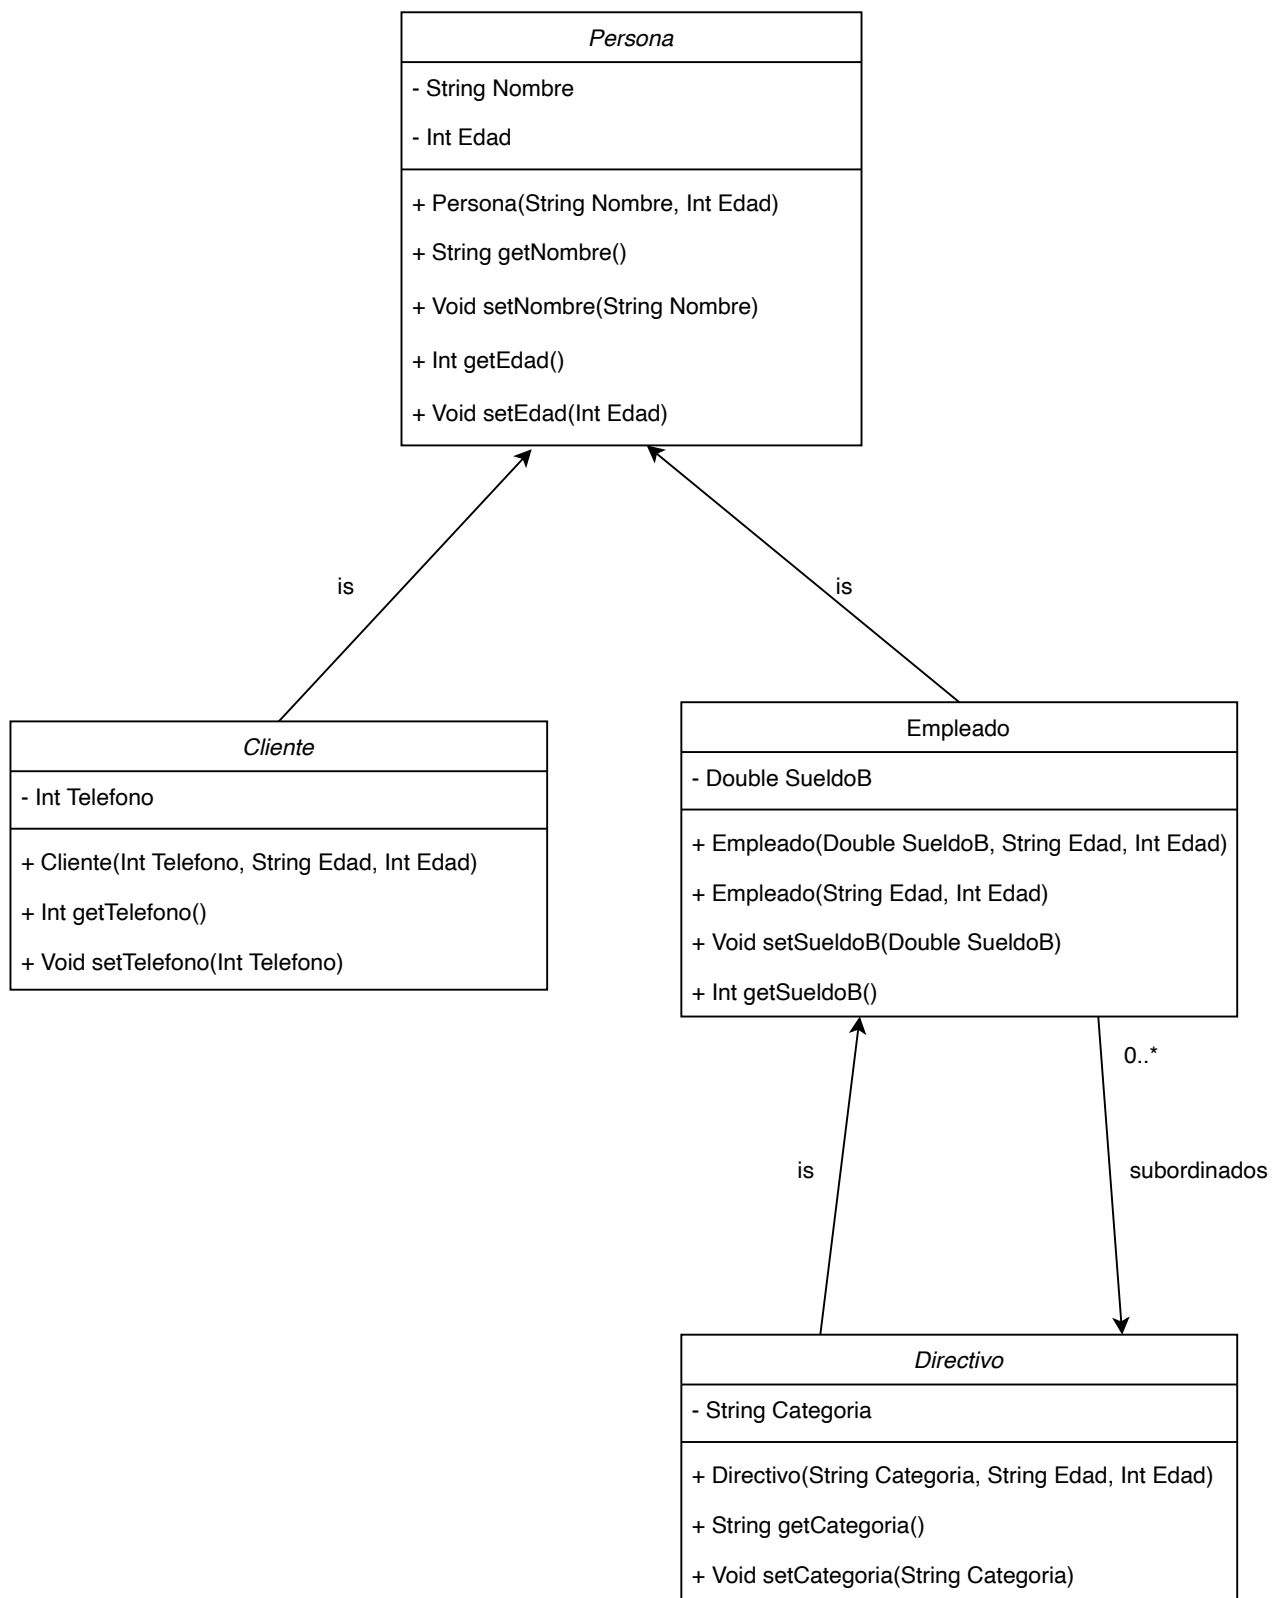 Persona
- String Nombre
- Int Edad
+ Persona(String Nombre, Int Edad)
+ String getNombre()
+ Void setNombre(String Nombre)
+ Int getEdad()
+ Void setEdad(Int Edad)
is
is
Cliente
- Int Telefono
+ Cliente(Int Telefono, String Edad, Int Edad)
+ Int getTelefono()
+ Void setTelefono(Int Telefono)
Empleado
- Double SueldoB
+ Empleado(Double SueldoB, String Edad, Int Edad)
+ Empleado(String Edad, Int Edad)
+ Void setSueldoB(Double SueldoB)
+ Int getSueldoB()
0..*
is
subordinados
Directivo
- String Categoria
+ Directivo(String Categoria, String Edad, Int Edad)
+ String getCategoria()
+ Void setCategoria(String Categoria)